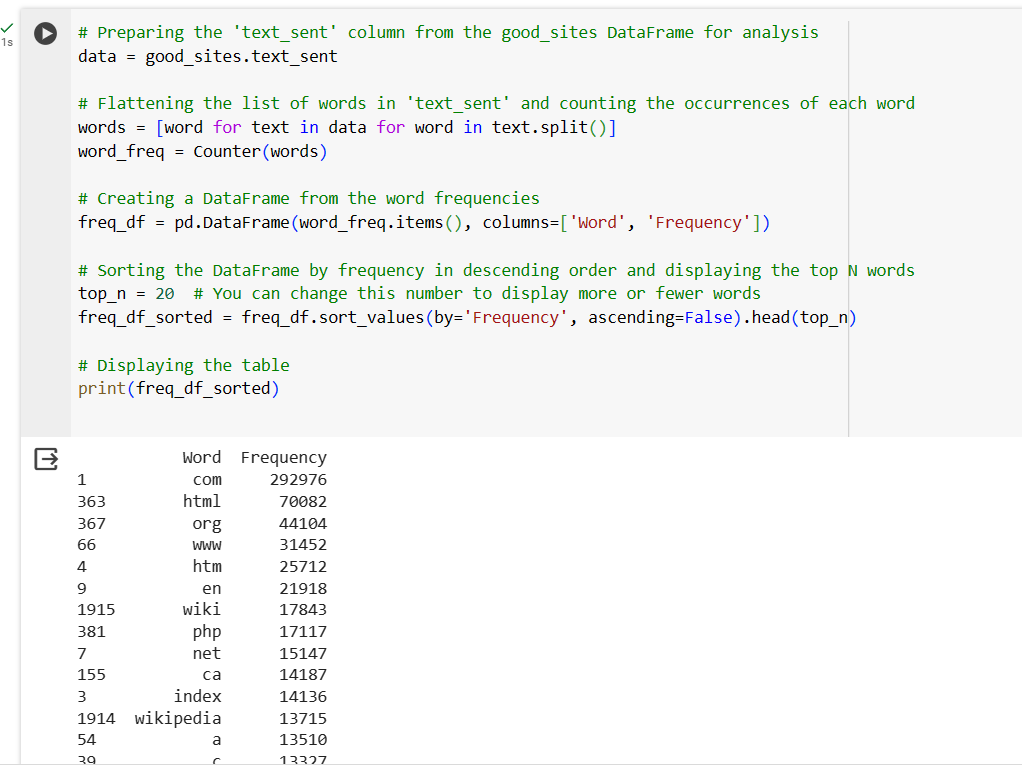 1s
# Preparing the 'text_sent' column from the good_sites DataFrame for analysis
data = good_sites.text_sent
# Flattening the list of words in 'text_sent' and counting the occurrences of each word
words = [word for text in data for word in text.split()]
word_freq = Counter(words)
# Creating a DataFrame from the word frequencies
freq_df = pd.DataFrame(word_freq.items(), columns=['Word', 'Frequency'])
# Sorting the DataFrame by frequency in descending order and displaying the top N words
top_n = 20  # You can change this number to display more or fewer words
freq_df_sorted = freq_df.sort_values(by='Frequency', ascending=False).head(top_n)
# Displaying the table
print(freq_df_sorted)
Word Frequency
1 com 292976
363 html 70082
367 org 44104
66 www 31452
4 htm 25712
9 en 21918
1915 wiki 17843
381 php 17117
7 net 15147
155 ca 14187
3 index 14136
1914 wikipedia 13715
54 a 13510
39 c 13327